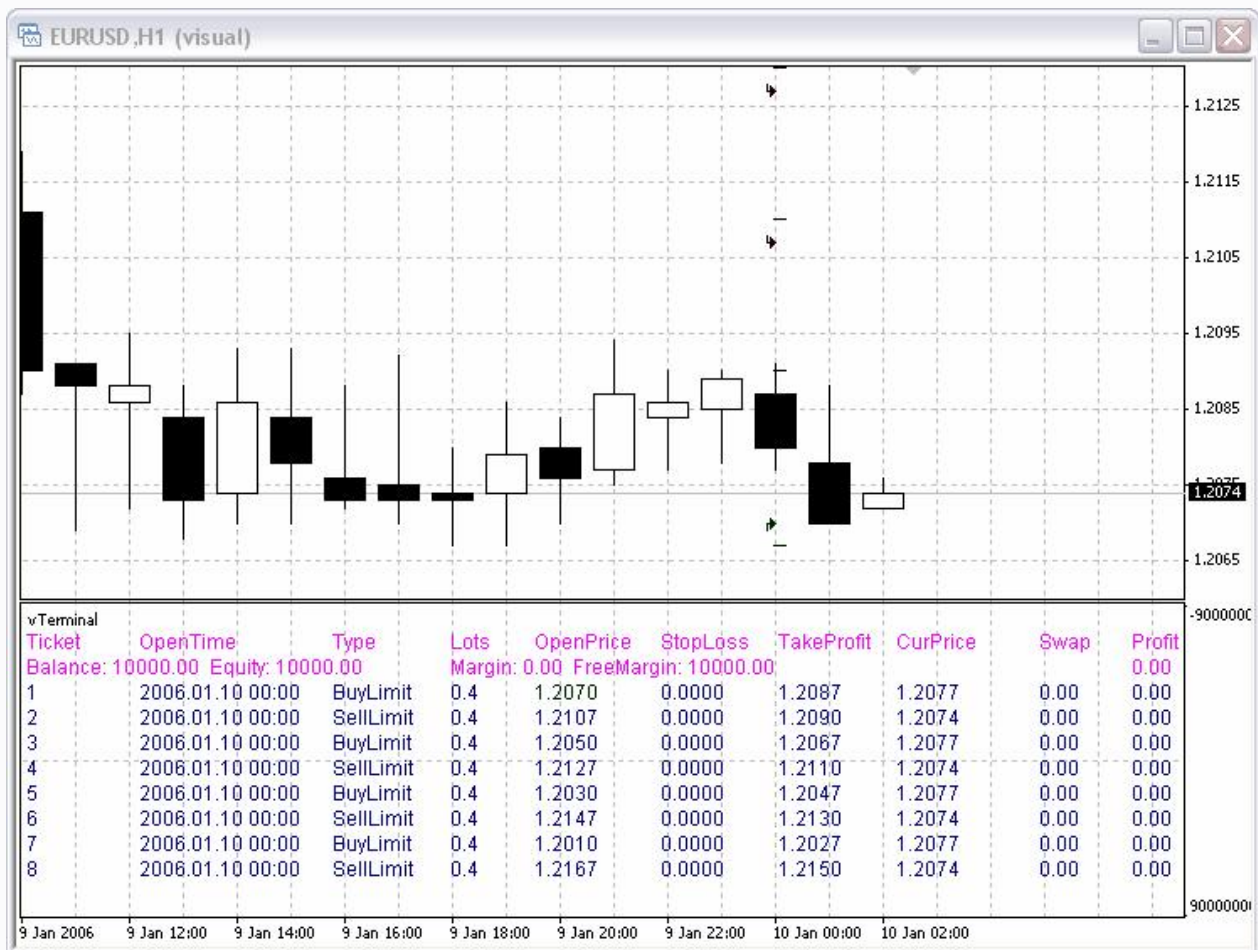 EURUSD,H1 (visual)
1.2125
1.2115
1.2105
1.2095
1.2085
1.2075
1.2074
1.2065
vTerminal
-9000000
Ticket OpenTime Type Lots OpenPrice StopLoss TakeProfit CurPrice Swap Profit
Balance: 10000.00 Equity: 10000.00 Margin: 0.00 FreeMargin: 10000.00 0.00
1 2006.01.10 00:00 BuyLimit 0.4 1.2070 0.0000 1.2087 1.2077 0.00 0.00
2 2006.01.10 00:00 SellLimit 0.4 1.2107 0.0000 1.2090 1.2074 0.00 0.00
3 2006.01.10 00:00 BuyLimit 0.4 1.2050 0.0000 1.2067 1.2077 0.00 0.00
4 2006.01.10 00:00 SellLimit 0.4 1.2127 0.0000 1.2110 1.2074 0.00 0.00
5 2006.01.10 00:00 BuyLimit 0.4 1.2030 0.0000 1.2047 1.2077 0.00 0.00
6 2006.01.10 00:00 SellLimit 0.4 1.2147 0.0000 1.2130 1.2074 0.00 0.00
7 2006.01.10 00:00 BuyLimit 0.4 1.2010 0.0000 1.2027 1.2077 0.00 0.00
8 2006.01.10 00:00 SellLimit 0.4 1.2167 0.0000 1.2150 1.2074 0.00 0.00
9000000
9 Jan 2006 9 Jan 12:00 9 Jan 14:00 9 Jan 16:00 9 Jan 18:00 9 Jan 20:00 9 Jan 22:00 10 Jan 00:00 10 Jan 02:00